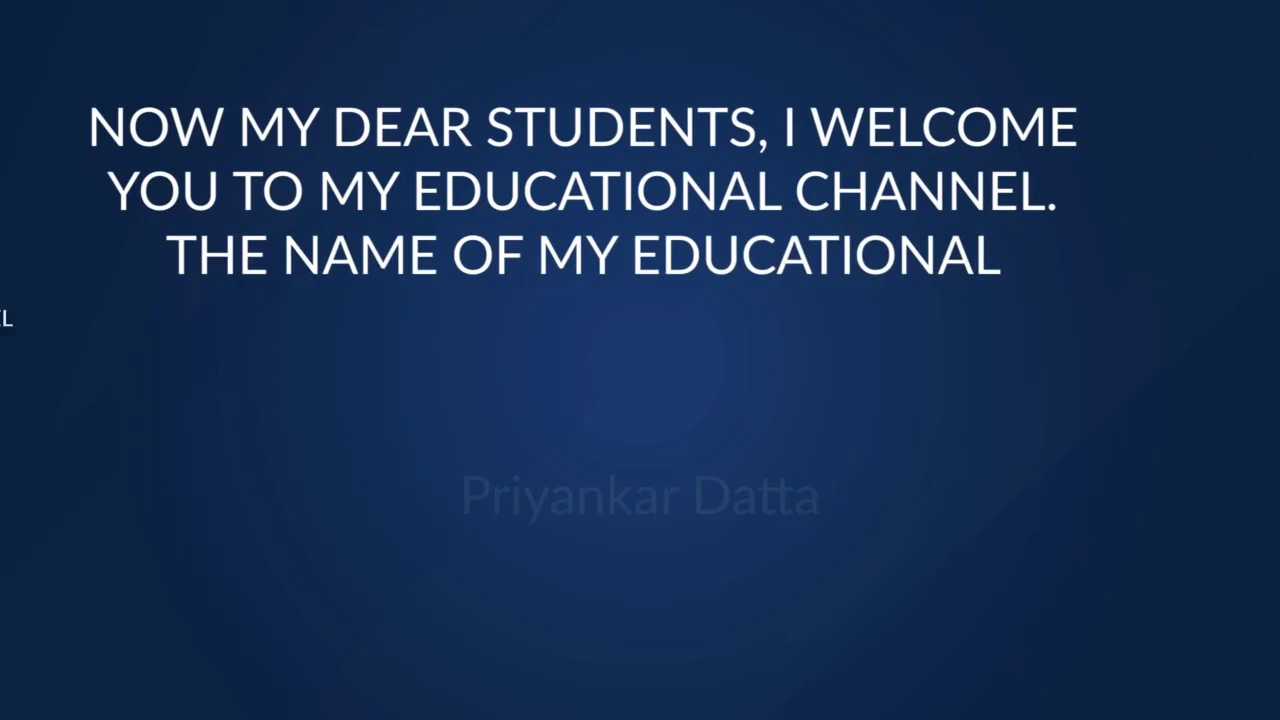 NOW MY DEAR STUDENTS, I WELCOME
YOU TO MY EDUCATIONAL CHANNEL.
THE NAME OF MY EDUCATIONAL
Priyankar Datta